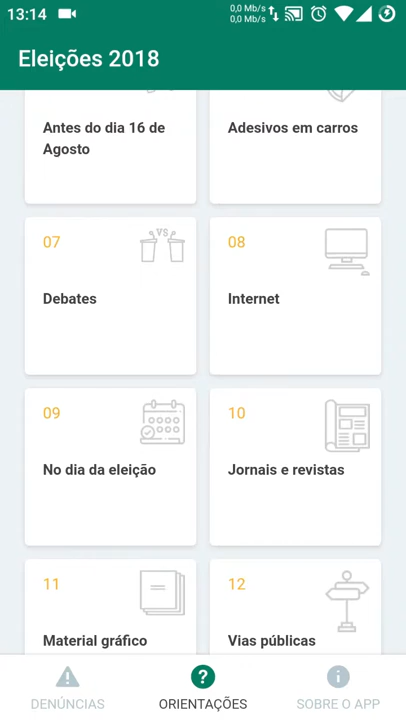 13:14
0,0 Mb/s
0,0 Mb/s
Eleições 2018
Antes do dia 16 de
Agosto
Adesivos em carros
07
VS
Debates
08
Internet
09
No dia da eleição
10
Jornais e revistas
11
Material gráfico
12
Vias públicas
DENÚNCIAS
ORIENTAÇÕES
SOBRE O APP